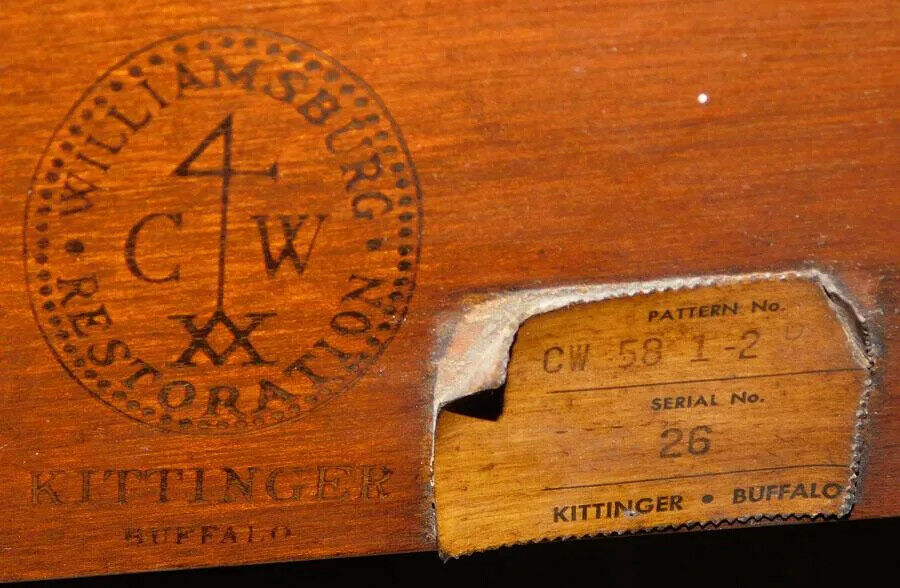 WILLIAMSBURG
4
C W
RESTORATION
KITTINGER
BUFFALO
PATTERN No.
CW 58 1-2
SERIAL No.
26
KITTINGER • BUFFALO